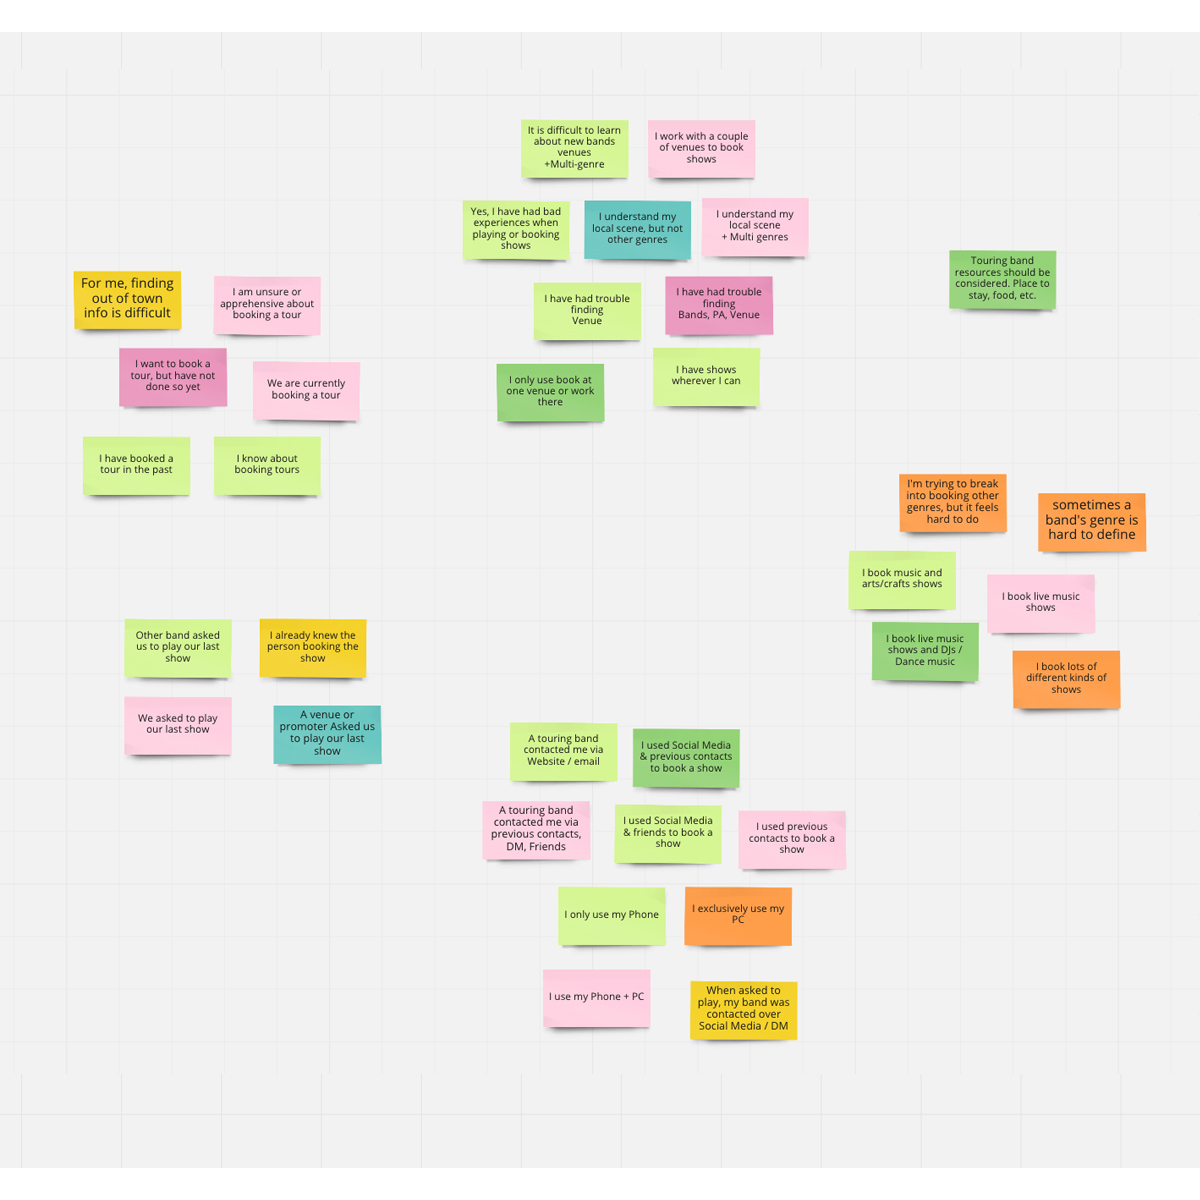 It is difficult to learn
about new bands
venues
+Multi-genre
I work with a couple
of venues to book
shows
Yes, I have had bad
experiences when
playing or booking
shows
I understand my
local scene, but not
other genres
I understand my
local scene
+ Multi genres
I have had trouble
finding
Venue
I have had trouble
finding
Bands, PA, Venue
I only use book at
one venue or work
there
I have shows
wherever I can
Touring band
resources should be
considered. Place to
stay, food, etc.
For me, finding
out of town
info is difficult
I am unsure or
apprehensive about
booking a tour
I want to book a
tour, but have not
done so yet
We are currently
booking a tour
I have booked a
tour in the past
I know about
booking tours
I'm trying to break
into booking other
genres, but it feels
hard to do
sometimes a
band's genre is
hard to define
I book music and
arts/crafts shows
I book live music
shows
I book live music
shows and DJs /
Dance music
I book lots of
different kinds of
shows
Other band asked
us to play our last
show
I already knew the
person booking the
show
We asked to play
our last show
A venue or
promoter Asked us
to play our last
show
A touring band
contacted me via
Website / email
I used Social Media
& previous contacts
to book a show
A touring band
contacted me via
previous contacts,
DM, Friends
I used Social Media
& friends to book a
show
I used previous
contacts to book a
show
I only use my Phone
I exclusively use my
PC
I use my Phone + PC
When asked to
play, my band was
contacted over
Social Media / DM